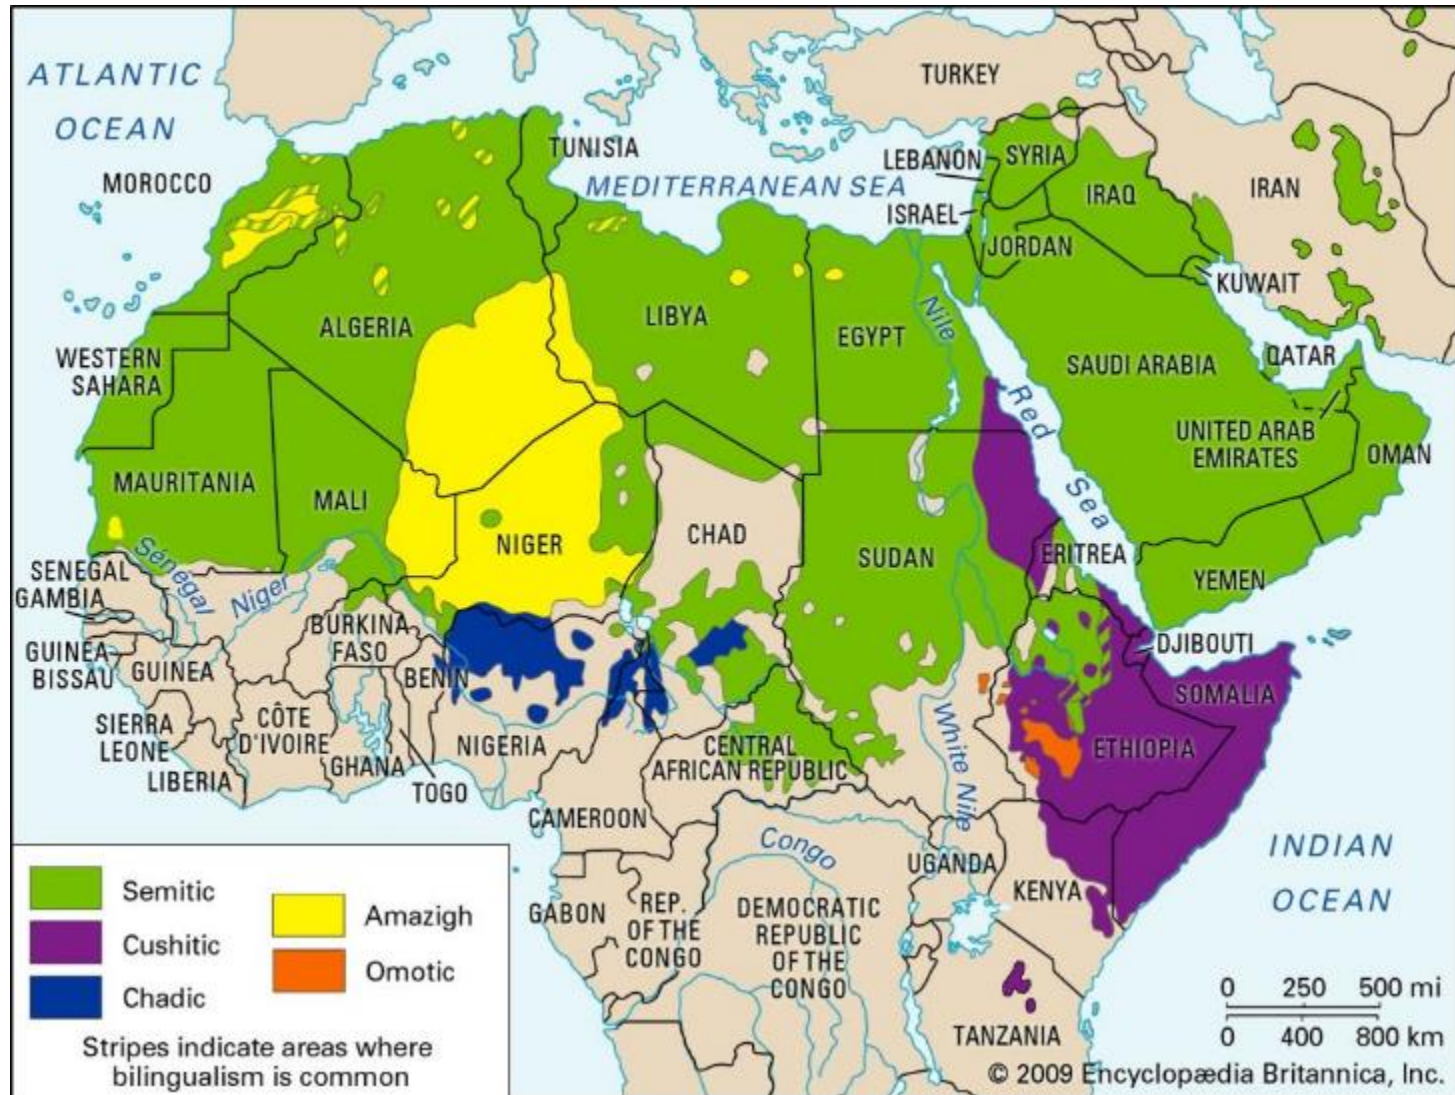 ATLANTIC
OCEAN
TURKEY
TUNISIA
LEBANON
SYRIA
MOROCCO
MEDITERRANEAN SEA
IRAQ
IRAN
ISRAEL
JORDAN
KUWAIT
ALGERIA
LIBYA
EGYPT
Nile
WESTERN
SAHARA
SAUDI ARABIA
QATAR
Red
Sea
UNITED ARAB
EMIRATES
OMAN
MAURITANIA
MALI
NIGER
CHAD
SUDAN
ERITREA
YEMEN
Sénégal
Niger
SENEGAL
GAMBIA
BURKINA
FASO
GUINEA
BISSAU
GUINEA
BENIN
DJIBOUTI
SOMALIA
SIERRA
LEONE
CÔTE
D'IVOIRE
NIGERIA
CENTRAL
AFRICAN REPUBLIC
White Nile
ETHIOPIA
LIBERIA
GHANA
TOGO
CAMEROON
Congo
UGANDA
KENYA
INDIAN
OCEAN
GABON
REP.
OF THE
CONGO
DEMOCRATIC
REPUBLIC
OF THE
CONGO
TANZANIA
Semitic
Cushitic
Chadic
Amazigh
Omotic
Stripes indicate areas where
bilingualism is common
0 250 500 mi
0 400 800 km
© 2009 Encyclopædia Britannica, Inc.